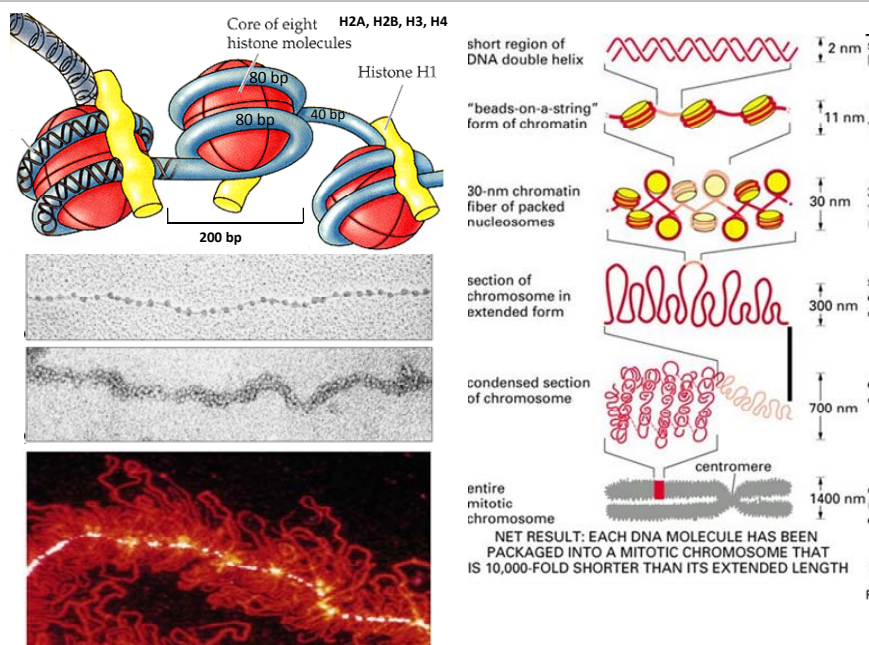 Core of eight
histone molecules
H2A, H2B, H3, H4
Histone H1
80 bp
80 bp
40 bp
200 bp
short region of
DNA double helix
2 nm
"beads-on-a-string"
form of chromatin
11 nm
30-nm chromatin
fiber of packed
nucleosomes
30 nm
section of
chromosome in
extended form
300 nm
condensed section
of chromosome
700 nm
centromere
entire
mitotic
chromosome
1400 nm
NET RESULT: EACH DNA MOLECULE HAS BEEN
PACKAGED INTO A MITOTIC CHROMOSOME THAT
IS 10,000-FOLD SHORTER THAN ITS EXTENDED LENGTH